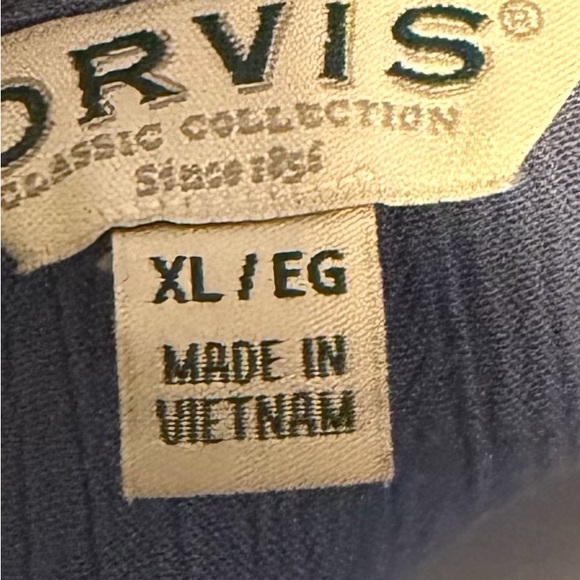 ORVIS®
CLASSIC COLLECTION
Since 1856
XL / EG
MADE IN
VIETNAM